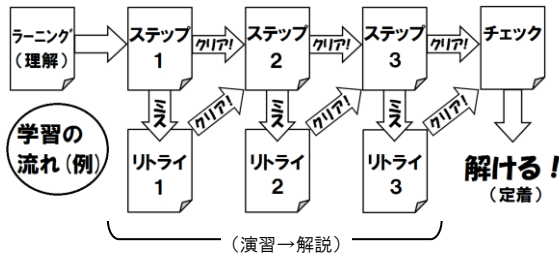 ラーニング
(理解)
ステップ
1
クリア!
ステップ
2
クリア!
ステップ
3
クリア!
チェック
ミス
クリア!
ミス
クリア!
ミス
クリア!
学習の
流れ(例)
リトライ
1
リトライ
2
リトライ
3
解ける!
(定着)
(演習→解説)